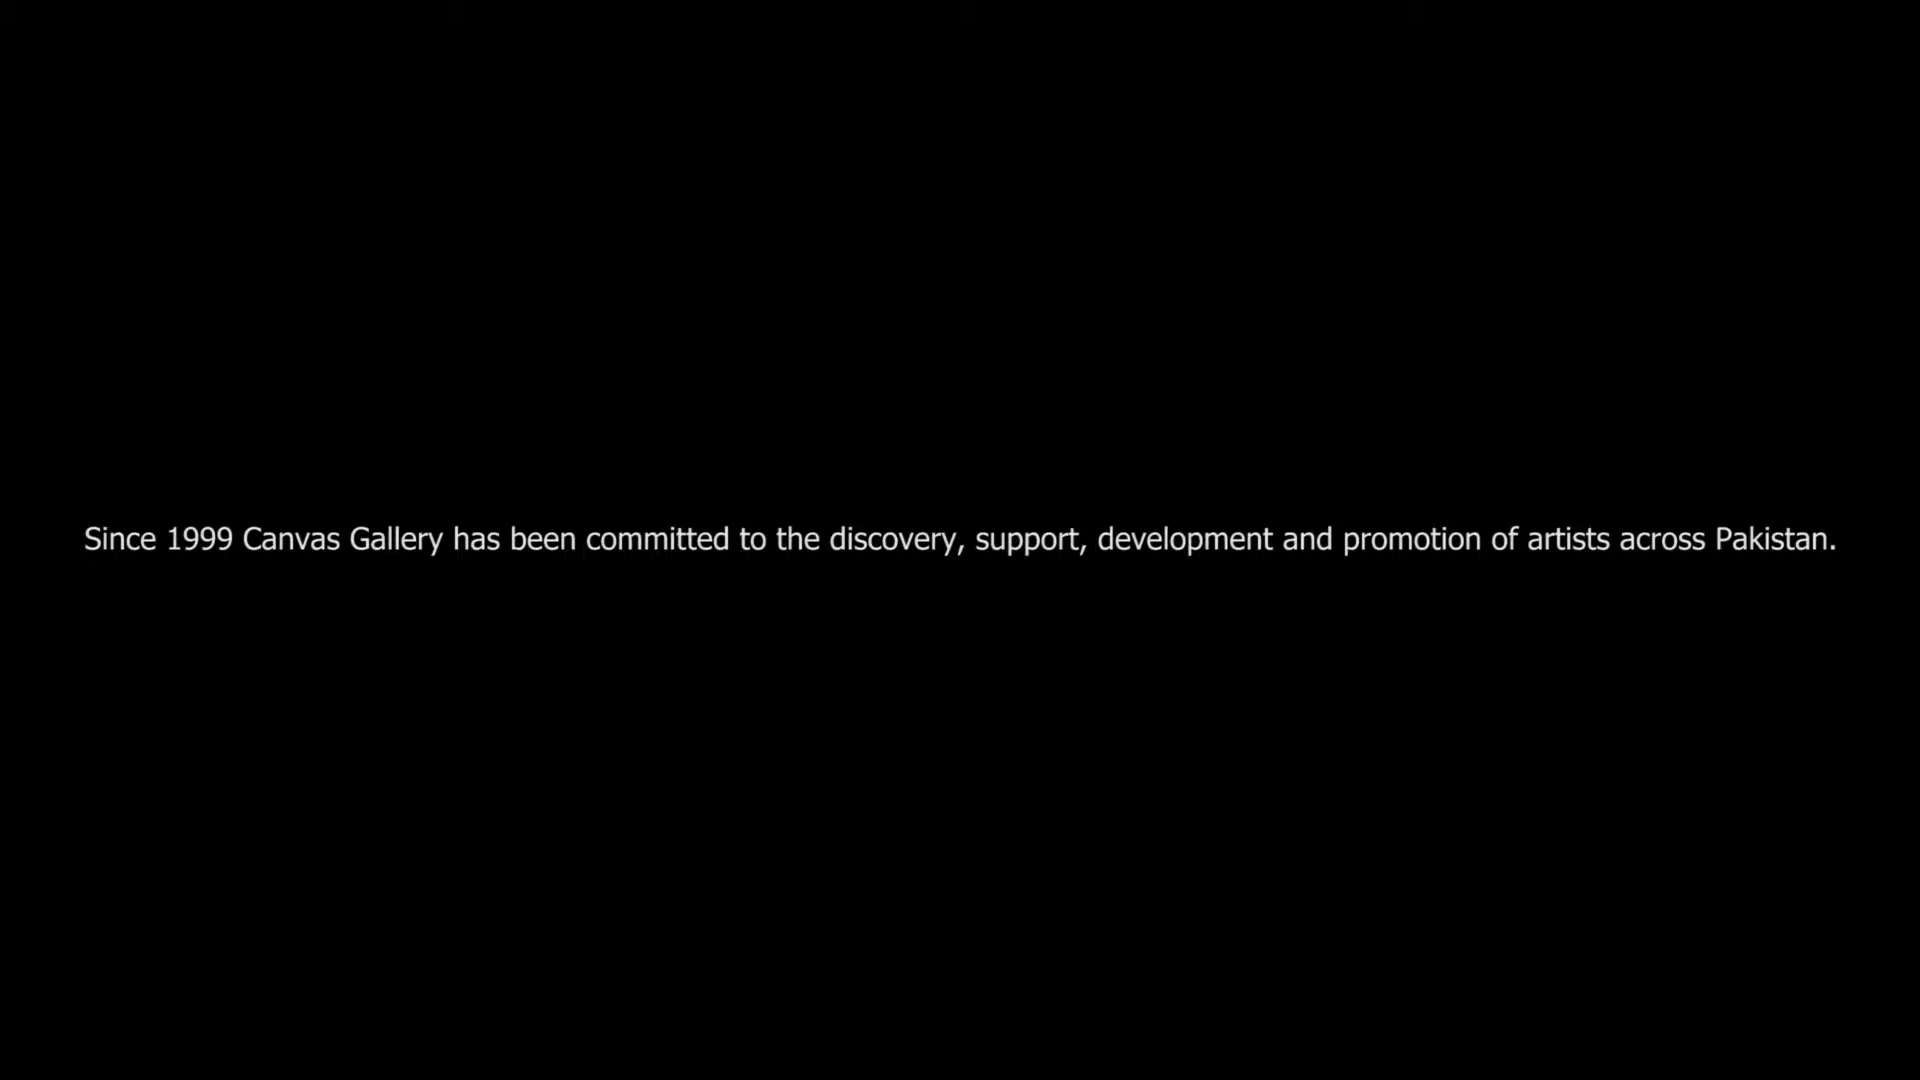 Since 1999 Canvas Gallery has been committed to the discovery, support, development and promotion of artists across Pakistan.